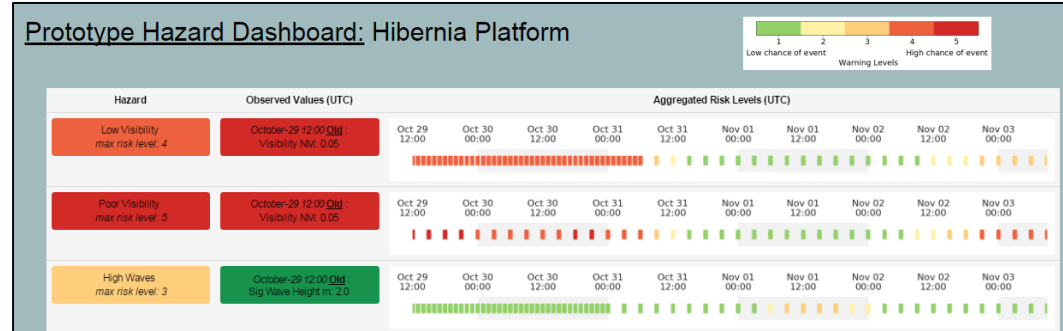 Prototype Hazard Dashboard: Hibernia Platform
1 2 3 4 5
Low chance of event High chance of event
Warning Levels
Hazard Observed Values (UTC) Aggregated Risk Levels (UTC)
Low Visibility
max risk level: 4
October-29 12:00 Old :
Visibility NM: 0.05
Oct 29 Oct 30 Oct 30 Oct 31 Oct 31 Nov 01 Nov 01 Nov 02 Nov 02 Nov 03
12:00 00:00 12:00 00:00 12:00 00:00 12:00 00:00 12:00 00:00
Poor Visibility
max risk level: 5
October-29 12:00 Old :
Visibility NM: 0.05
Oct 29 Oct 30 Oct 30 Oct 31 Oct 31 Nov 01 Nov 01 Nov 02 Nov 02 Nov 03
12:00 00:00 12:00 00:00 12:00 00:00 12:00 00:00 12:00 00:00
High Waves
max risk level: 3
October-29 12:00 Old :
Sig Wave Height m: 2.0
Oct 29 Oct 30 Oct 30 Oct 31 Oct 31 Nov 01 Nov 01 Nov 02 Nov 02 Nov 03
12:00 00:00 12:00 00:00 12:00 00:00 12:00 00:00 12:00 00:00